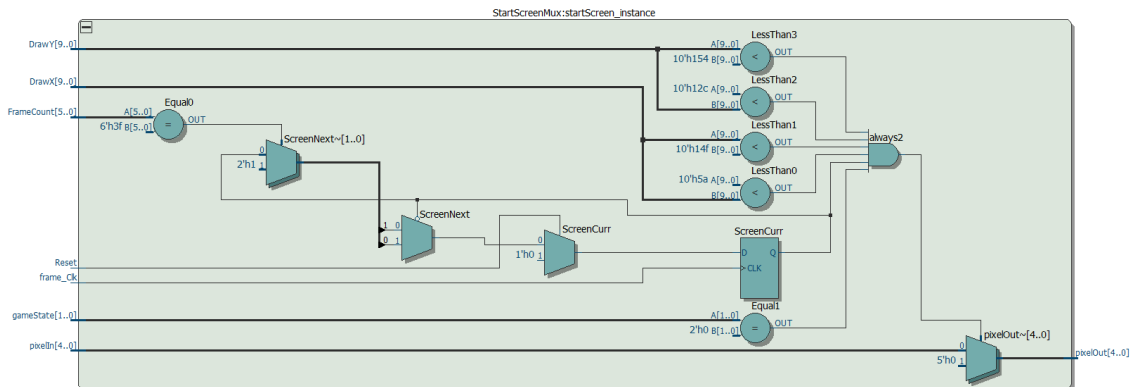 StartScreenMux:startScreen_instance
DrawY[9..0]
DrawX[9..0]
FrameCount[5..0]
Equal0
A[5..0]
OUT
6'h3f B[5..0]
=
ScreenNext~[1..0]
0
2'h1
1
LessThan3
A[9..0]
OUT
10'h154 B[9..0]
<
LessThan2
10'h12c A[9..0]
OUT
B[9..0]
<
LessThan1
A[9..0]
OUT
10'h14f B[9..0]
<
LessThan0
10'h5a A[9..0]
OUT
B[9..0]
<
always2
ScreenNext
1 0
0 1
ScreenCurr
0
1'h0
1
ScreenCurr
D Q
CLK
Reset
frame_Clk
gameState[1..0]
Equal1
A[1..0]
OUT
2'h0 B[1..0]
=
pixelIn[4..0]
pixelOut~[4..0]
0
5'h0
1
pixelOut[4..0]